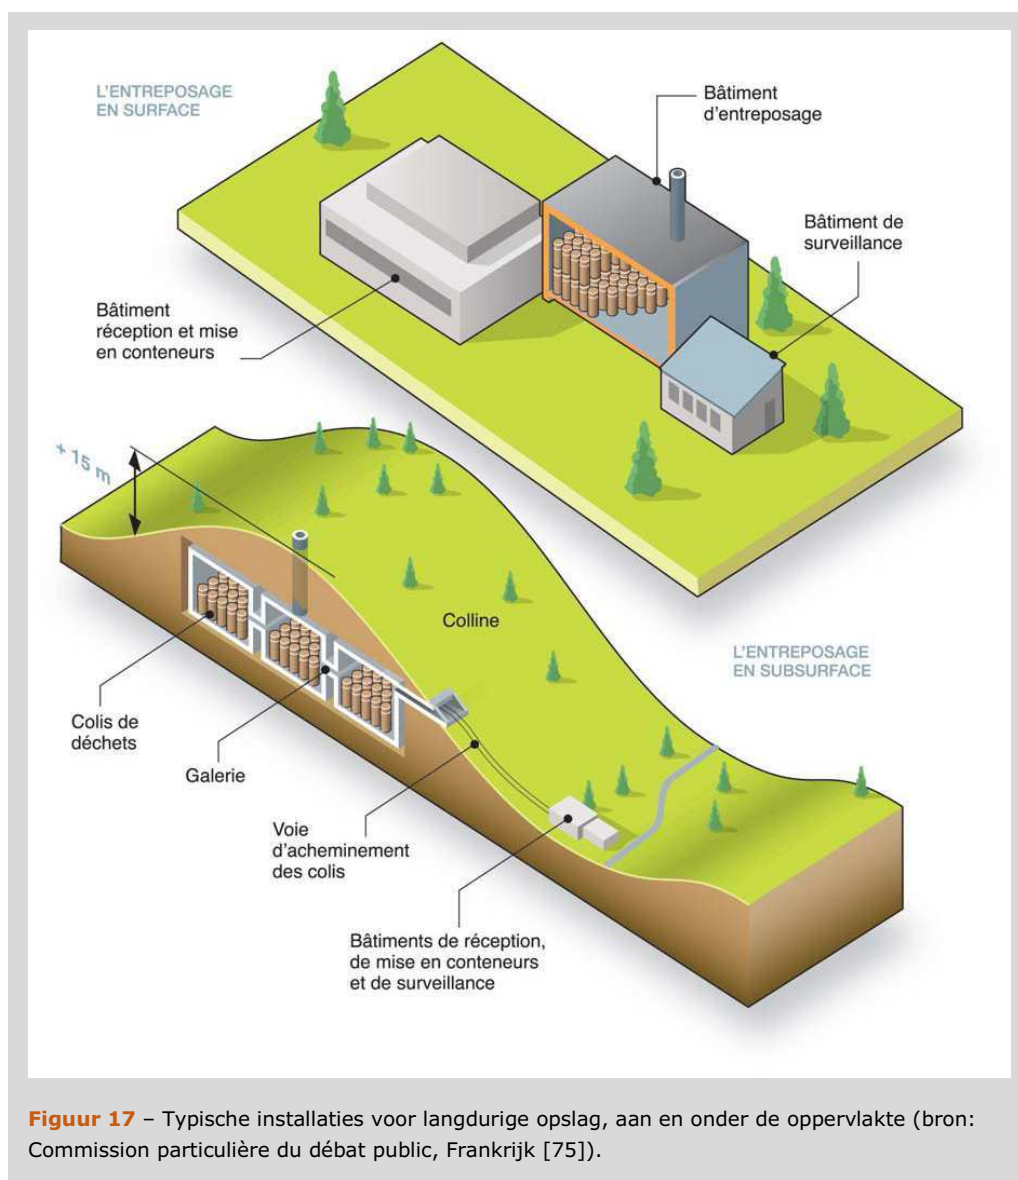 L'ENTREPOSAGE
EN SURFACE
Bâtiment
d'entreposage
Bâtiment de
surveillance
Bâtiment
réception et mise
en conteneurs
+ 15 m
Colline
L'ENTREPOSAGE
EN SUBSURFACE
Colis de
déchets
Galerie
Voie
d'acheminement
des colis
Bâtiments de réception,
de mise en conteneurs
et de surveillance
Figuur 17 – Typische installaties voor langdurige opslag, aan en onder de oppervlakte (bron:
Commission particulière du débat public, Frankrijk [75]).